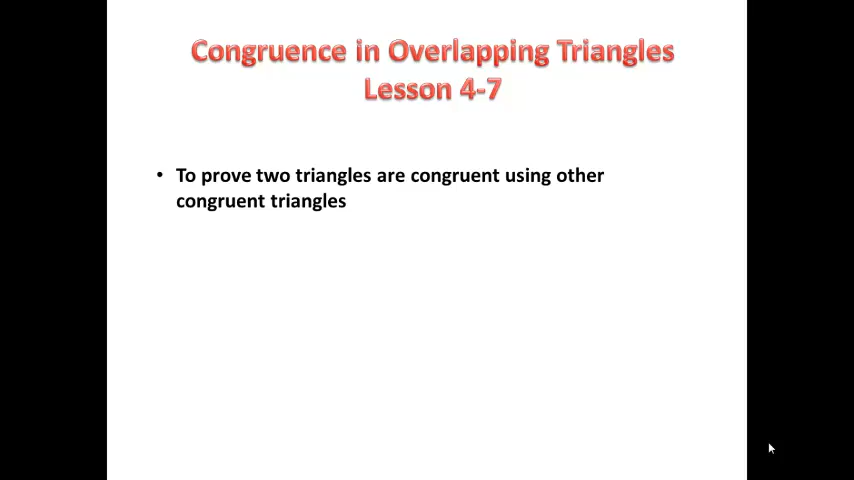 Congruence in Overlapping Triangles
Lesson 4-7
• To prove two triangles are congruent using other
congruent triangles